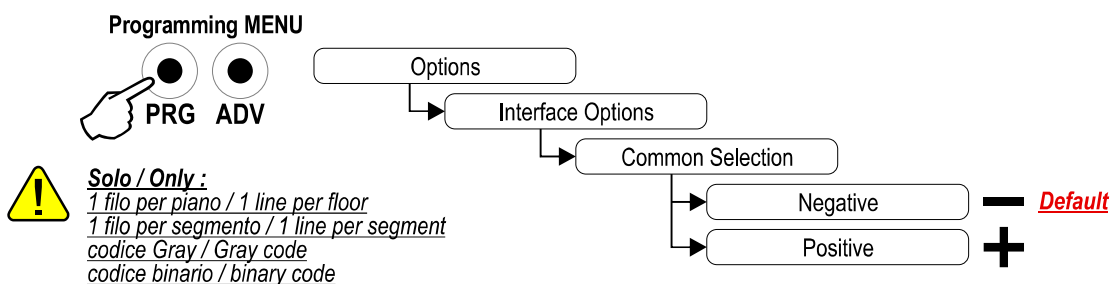 Programming MENU
PRG ADV
Options
Interface Options
Common Selection
Negative
Default
Positive
!
Solo / Only :
1 filo per piano / 1 line per floor
1 filo per segmento / 1 line per segment
codice Gray / Gray code
codice binario / binary code